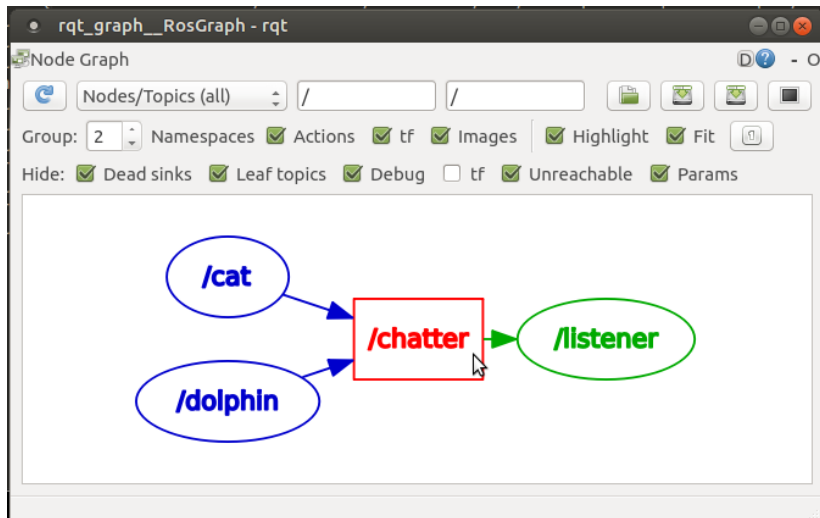 rqt_graph__RosGraph - rqt
Node Graph D ? - O
Nodes/Topics (all) / /
Group: 2 Namespaces Actions tf Images Highlight Fit
Hide: Dead sinks Leaf topics Debug tf Unreachable Params
/cat
/chatter /listener
/dolphin